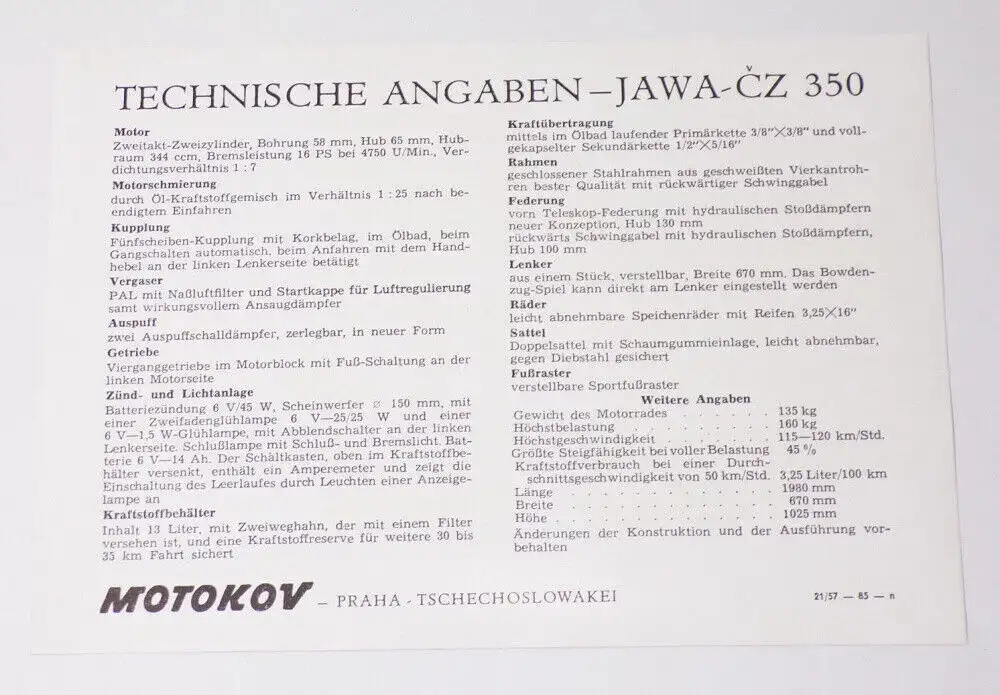 TECHNISCHE ANGABEN – JAWA-ČZ 350
Motor
Zweitakt-Zweizylinder, Bohrung 58 mm, Hub 65 mm, Hub-
raum 344 ccm, Bremsleistung 16 PS bei 4750 U/Min., Ver-
dichtungsverhältnis 1 : 7
Motorschmierung
durch Öl-Kraftstoffgemisch im Verhältnis 1 : 25 nach be-
endigtem Einfahren
Kupplung
Fünfscheiben-Kupplung mit Korkbelag, im Ölbad, beim
Gangschalten automatisch, beim Anfahren mit dem Hand-
hebel an der linken Lenkerseite betätigt
Vergaser
PAL mit Naßluftfilter und Startkappe für Luftregulierung
samt wirkungsvollem Ansaugdämpfer
Auspuff
zwei Auspuffschalldämpfer, zerlegbar, in neuer Form
Getriebe
Vierganggetriebe im Motorblock mit Fuß-Schaltung an der
linken Motorseite
Zünd- und Lichtanlage
Batteriezündung 6 V/45 W, Scheinwerfer ⌀ 150 mm, mit
einer Zweifadenglühlampe 6 V—25/25 W und einer
6 V—1,5 W-Glühlampe, mit Abblendschalter an der linken
Lenkerseite. Schlußlampe mit Schluß- und Bremslicht. Bat-
terie 6 V—14 Ah. Der Schältkasten, oben im Kraftstoffbe-
hälter versenkt, enthält ein Amperemeter und zeigt die
Einschaltung des Leerlaufes durch Leuchten einer Anzeige-
lampe an
Kraftstoffbehälter
Inhalt 13 Liter, mit Zweiweghahn, der mit einem Filter
versehen ist, und eine Kraftstoffreserve für weitere 30 bis
35 km Fahrt sichert
Kraftübertragung
mittels im Ölbad laufender Primärkette 3/8"×3/8" und voll-
gekapselter Sekundärkette 1/2"×5/16"
Rahmen
geschlossener Stahlrahmen aus geschweißten Vierkantroh-
ren bester Qualität mit rückwärtiger Schwinggabel
Federung
vorn Teleskop-Federung mit hydraulischen Stoßdämpfern
neuer Konzeption, Hub 130 mm
rückwärts Schwinggabel mit hydraulischen Stoßdämpfern,
Hub 100 mm
Lenker
aus einem Stück, verstellbar, Breite 670 mm. Das Bowden-
zug-Spiel kann direkt am Lenker eingestellt werden
Räder
leicht abnehmbare Speichenräder mit Reifen 3,25×16"
Sattel
Doppelsattel mit Schaumgummieinlage, leicht abnehmbar,
gegen Diebstahl gesichert
Fußraster
verstellbare Sportfußraster
Weitere Angaben
Gewicht des Motorrades . . . . . . 135 kg
Höchstbelastung . . . . . . . . 160 kg
Höchstgeschwindigkeit . . . . . . 115—120 km/Std.
Größte Steigfähigkeit bei voller Belastung 45 %
Kraftstoffverbrauch bei einer Durch-
schnittsgeschwindigkeit von 50 km/Std. 3,25 Liter/100 km
Länge . . . . . . . . . . . 1980 mm
Breite . . . . . . . . . . . 670 mm
Höhe . . . . . . . . . . . 1025 mm
Änderungen der Konstruktion und der Ausführung vor-
behalten
MOTOKOV – PRAHA - TSCHECHOSLOWAKEI
21/57 — 85 — n